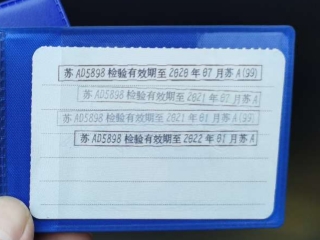 苏 AD5898 检验有效期至 2020 年 07 月苏 A(99)
苏 AD5898 检验有效期至 2021 年 07 月苏 A
苏 AD5898 检验有效期至 2021 年 01 月苏 A(99)
苏 AD5898 检验有效期至 2022 年 01 月苏 A